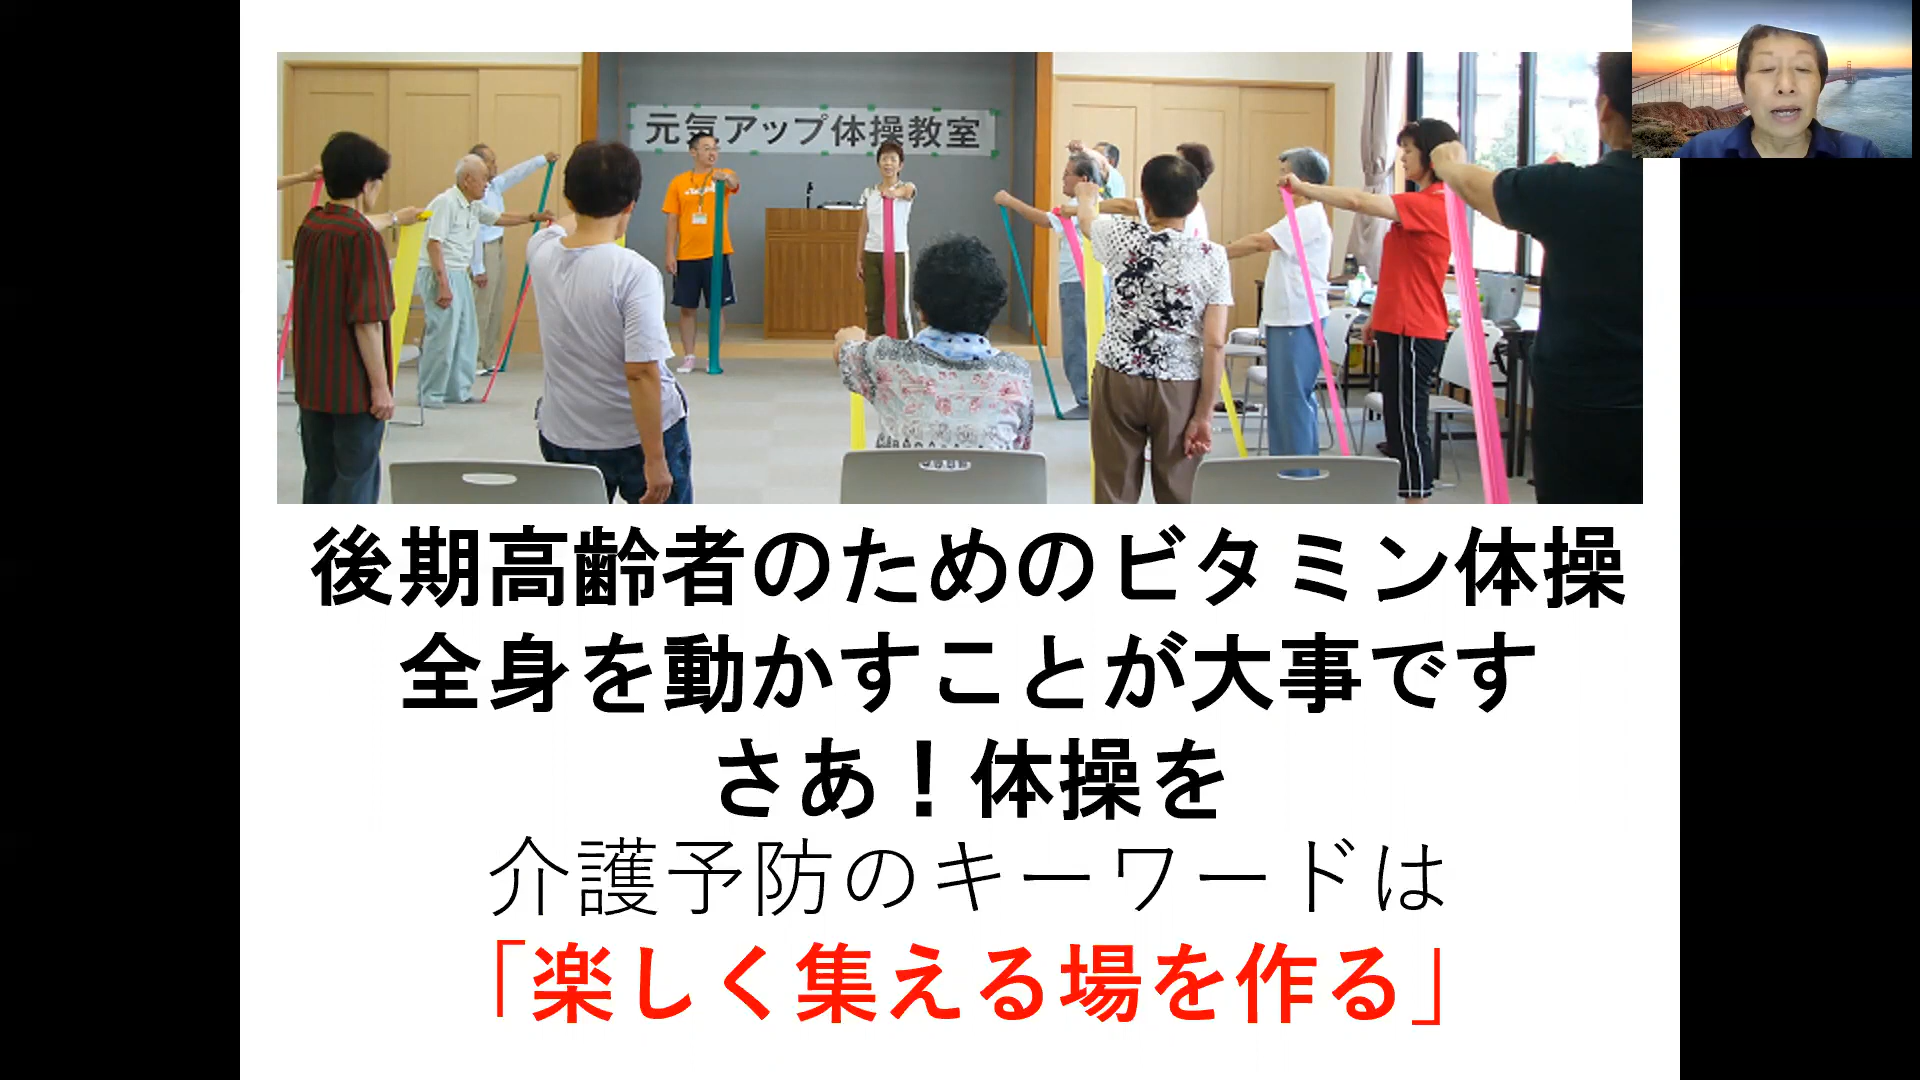 元気アップ体操教室
後期高齢者のためのビタミン体操
全身を動かすことが大事です
さあ！体操を
介護予防のキーワードは
「楽しく集える場を作る」